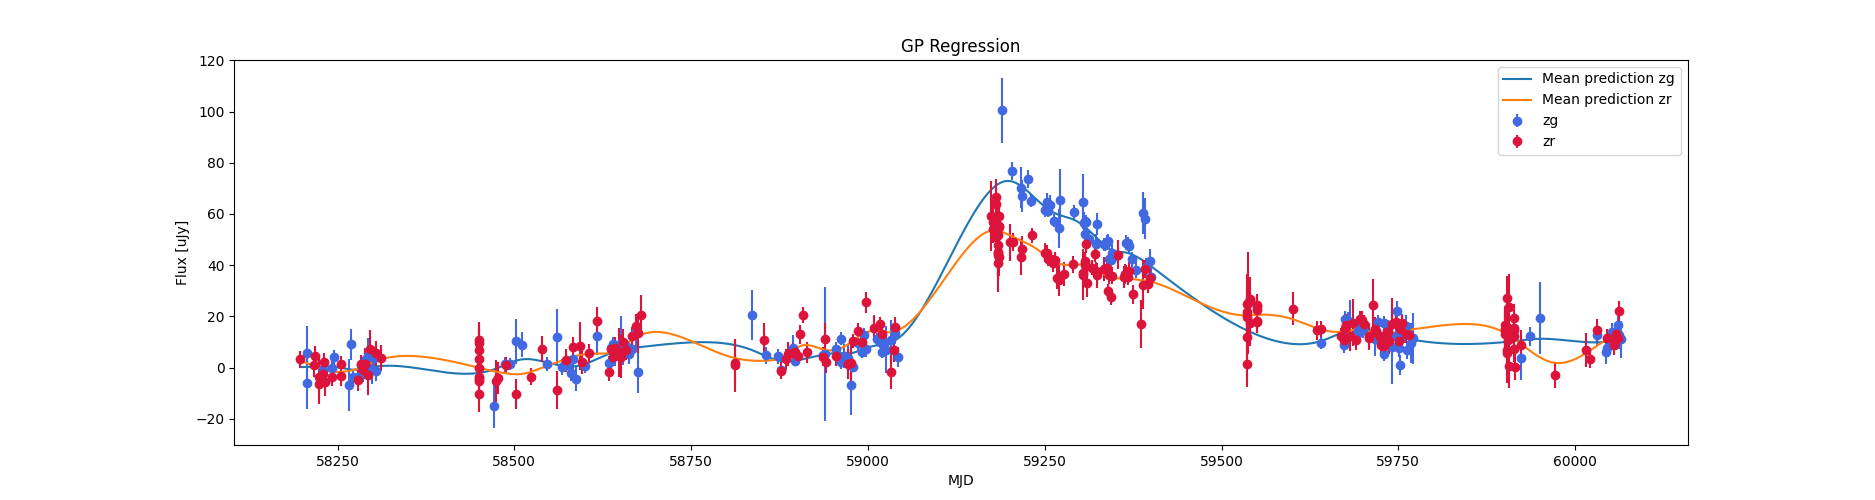 GP Regression
120
100
80
60
40
20
0
−20
Flux [uJy]
Mean prediction zg
Mean prediction zr
zg
zr
58250 58500 58750 59000 59250 59500 59750 60000
MJD